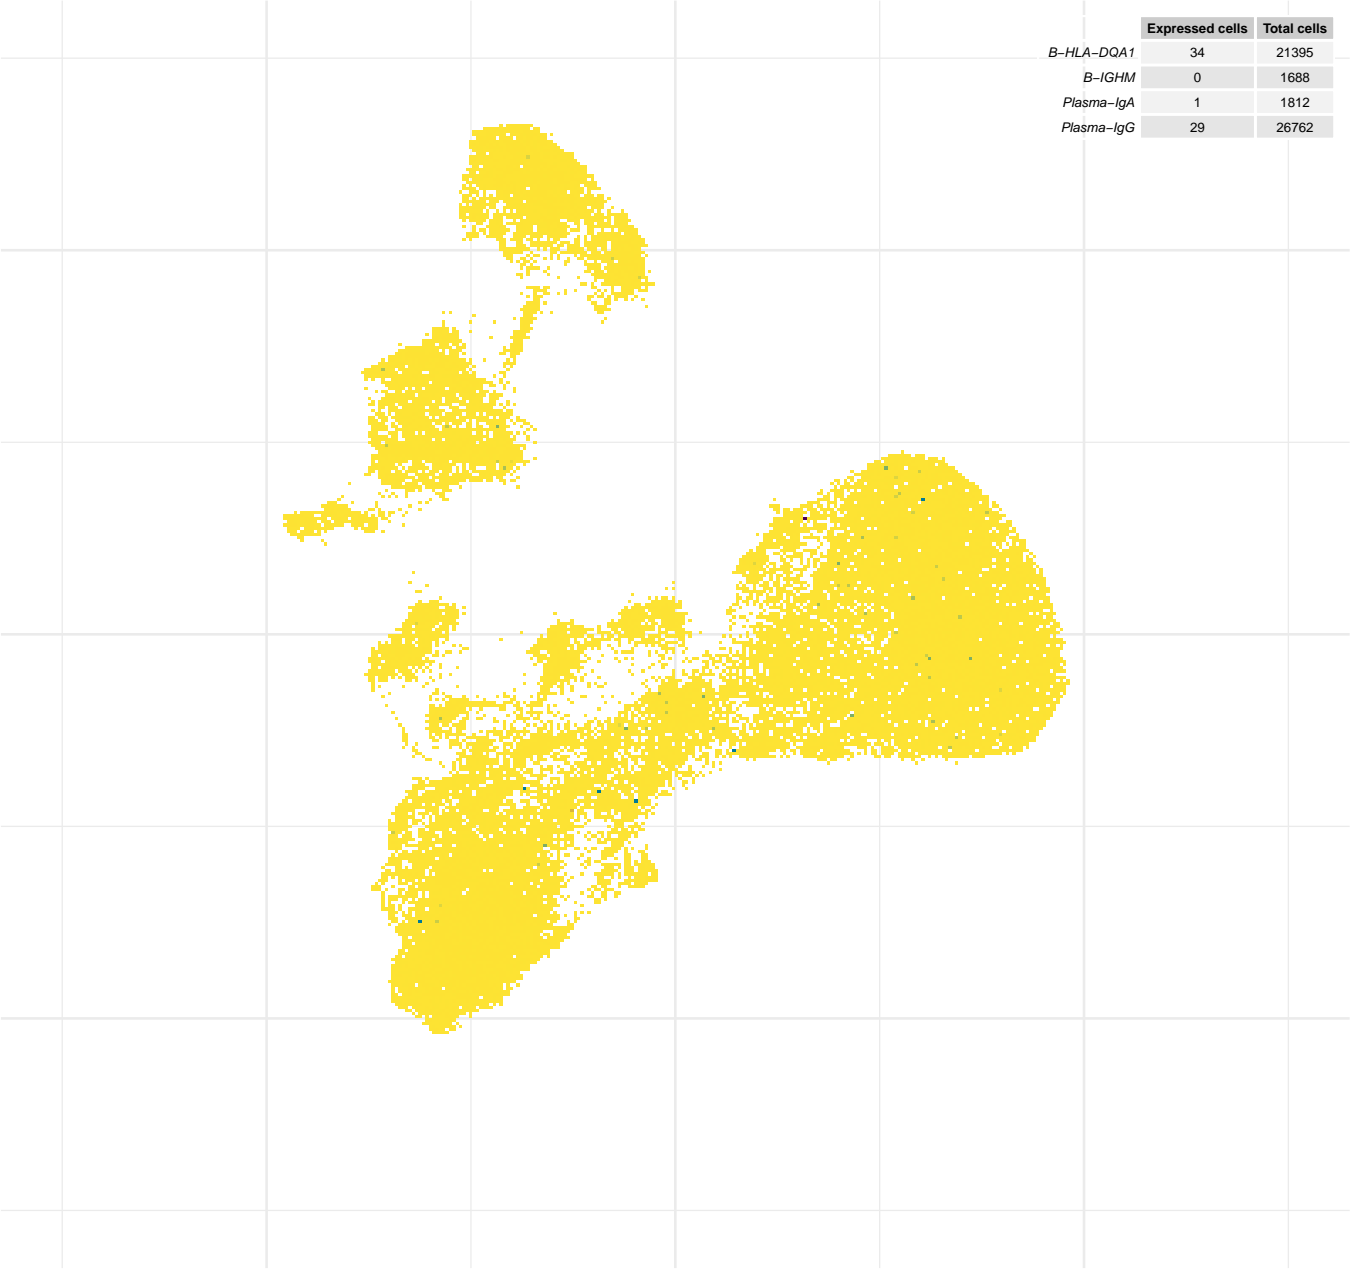 Expressed cells Total cells
B−HLA−DQA1 34 21395
B−IGHM 0 1688
Plasma−IgA 1 1812
Plasma−IgG 29 26762